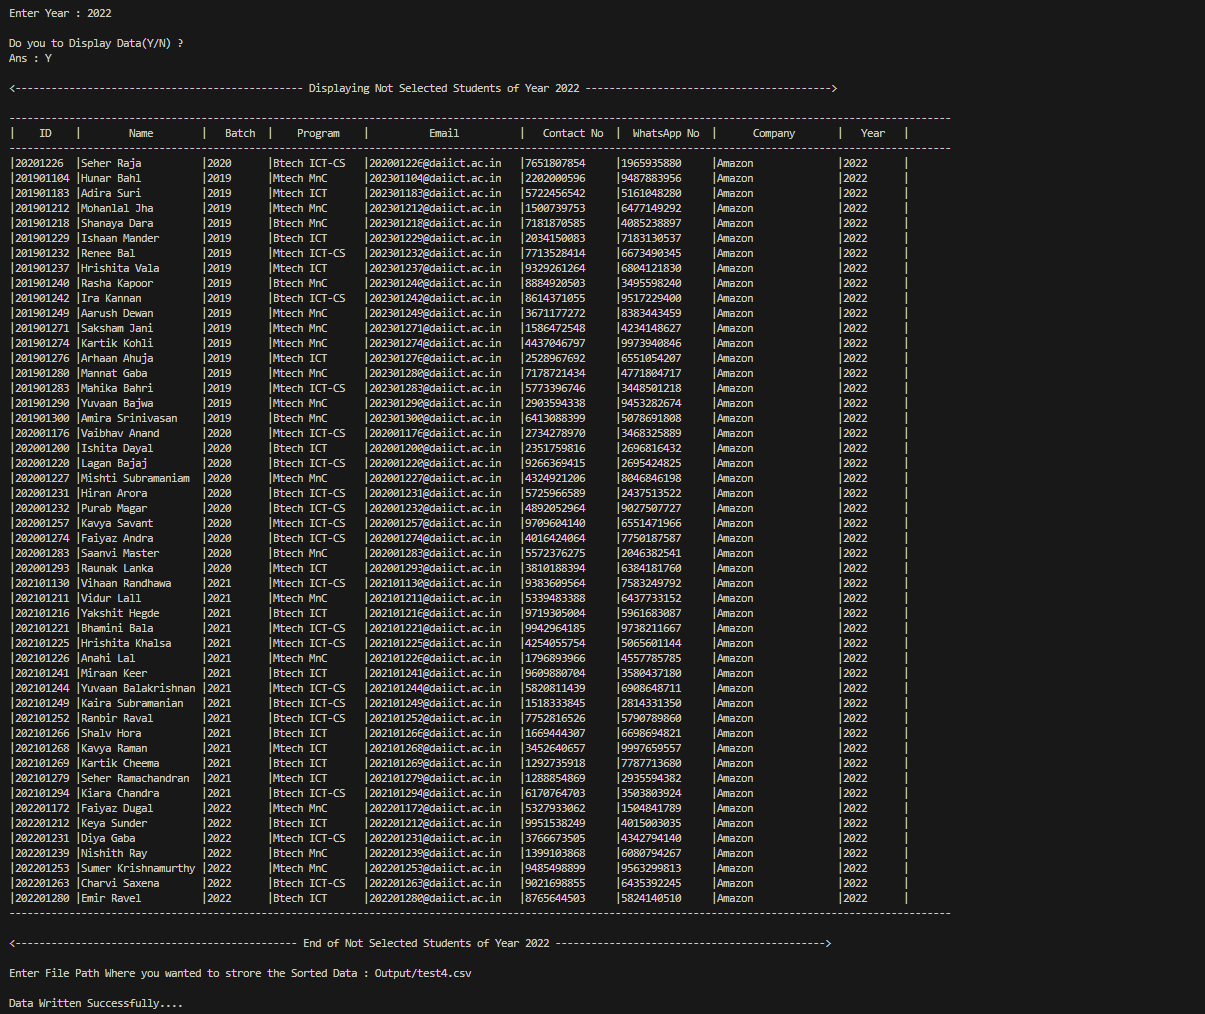 Enter Year : 2022
Do you to Display Data(Y/N) ?
Ans : Y
<------------------------------------------------ Displaying Not Selected Students of Year 2022 ----------------------------------------->
| ID | Name | Batch | Program | Email | Contact No | WhatsApp No | Company | Year |
|20201226 |Seher Raja |2020 |Btech ICT-CS |202001226@daiict.ac.in |7651807854 |1965935880 |Amazon |2022 |
|201901104 |Hunar Bahl |2019 |Mtech MnC |202301104@daiict.ac.in |2202000596 |9487883956 |Amazon |2022 |
|201901183 |Adira Suri |2019 |Mtech ICT |202301183@daiict.ac.in |5722456542 |5161048280 |Amazon |2022 |
|201901212 |Mohanlal Jha |2019 |Mtech MnC |202301212@daiict.ac.in |1500739753 |6477149292 |Amazon |2022 |
|201901218 |Shanaya Dara |2019 |Btech MnC |202301218@daiict.ac.in |7181870585 |4085238897 |Amazon |2022 |
|201901229 |Ishaan Mander |2019 |Btech ICT |202301229@daiict.ac.in |2034150083 |7183130537 |Amazon |2022 |
|201901232 |Renee Bal |2019 |Mtech ICT-CS |202301232@daiict.ac.in |7713528414 |6673490345 |Amazon |2022 |
|201901237 |Hrishita Vala |2019 |Mtech ICT |202301237@daiict.ac.in |9329261264 |6804121830 |Amazon |2022 |
|201901240 |Rasha Kapoor |2019 |Btech MnC |202301240@daiict.ac.in |8884920503 |3495598240 |Amazon |2022 |
|201901242 |Ira Kannan |2019 |Btech ICT-CS |202301242@daiict.ac.in |8614371055 |9517229400 |Amazon |2022 |
|201901249 |Aarush Dewan |2019 |Mtech MnC |202301249@daiict.ac.in |3671177272 |8383443459 |Amazon |2022 |
|201901271 |Saksham Jani |2019 |Mtech MnC |202301271@daiict.ac.in |1586472548 |4234148627 |Amazon |2022 |
|201901274 |Kartik Kohli |2019 |Mtech MnC |202301274@daiict.ac.in |4437046797 |9973940846 |Amazon |2022 |
|201901276 |Arhaan Ahuja |2019 |Mtech ICT |202301276@daiict.ac.in |2528967692 |6551054207 |Amazon |2022 |
|201901280 |Mannat Gaba |2019 |Mtech MnC |202301280@daiict.ac.in |7178721434 |4771804717 |Amazon |2022 |
|201901283 |Mahika Bahri |2019 |Mtech ICT-CS |202301283@daiict.ac.in |5773396746 |3448501218 |Amazon |2022 |
|201901290 |Yuvaan Bajwa |2019 |Mtech MnC |202301290@daiict.ac.in |2903594338 |9453282674 |Amazon |2022 |
|201901300 |Amira Srinivasan |2019 |Btech MnC |202301300@daiict.ac.in |6413088399 |5078691808 |Amazon |2022 |
|202001176 |Vaibhav Anand |2020 |Mtech ICT-CS |202001176@daiict.ac.in |2734278970 |3468325889 |Amazon |2022 |
|202001200 |Ishita Dayal |2020 |Btech ICT |202001200@daiict.ac.in |2351759816 |2696816432 |Amazon |2022 |
|202001220 |Lagan Bajaj |2020 |Btech ICT-CS |202001220@daiict.ac.in |9266369415 |2695424825 |Amazon |2022 |
|202001227 |Mishti Subramaniam |2020 |Mtech MnC |202001227@daiict.ac.in |4324921206 |8046846198 |Amazon |2022 |
|202001231 |Hiran Arora |2020 |Btech ICT-CS |202001231@daiict.ac.in |5725966589 |2437513522 |Amazon |2022 |
|202001232 |Purab Magar |2020 |Btech ICT-CS |202001232@daiict.ac.in |4892052964 |9027507727 |Amazon |2022 |
|202001257 |Kavya Savant |2020 |Mtech ICT-CS |202001257@daiict.ac.in |9709604140 |6551471966 |Amazon |2022 |
|202001274 |Faiyaz Andra |2020 |Btech ICT-CS |202001274@daiict.ac.in |4016424064 |7750187587 |Amazon |2022 |
|202001283 |Saanvi Master |2020 |Btech MnC |202001283@daiict.ac.in |5572376275 |2046382541 |Amazon |2022 |
|202001293 |Raunak Lanka |2020 |Mtech ICT |202001293@daiict.ac.in |3810188394 |6384181760 |Amazon |2022 |
|202101130 |Vihaan Randhawa |2021 |Mtech ICT-CS |202101130@daiict.ac.in |9383609564 |7583249792 |Amazon |2022 |
|202101211 |Vidur Lall |2021 |Mtech MnC |202101211@daiict.ac.in |5339483388 |6437733152 |Amazon |2022 |
|202101216 |Yakshit Hegde |2021 |Btech ICT |202101216@daiict.ac.in |9719305004 |5961683087 |Amazon |2022 |
|202101221 |Bhamini Bala |2021 |Mtech ICT-CS |202101221@daiict.ac.in |9942964185 |9738211667 |Amazon |2022 |
|202101225 |Hrishita Khalsa |2021 |Mtech ICT-CS |202101225@daiict.ac.in |4254055754 |5065601144 |Amazon |2022 |
|202101226 |Anahi Lal |2021 |Mtech MnC |202101226@daiict.ac.in |1796893966 |4557785785 |Amazon |2022 |
|202101241 |Miraan Keer |2021 |Btech ICT |202101241@daiict.ac.in |9609880704 |3580437180 |Amazon |2022 |
|202101244 |Yuvaan Balakrishnan |2021 |Mtech ICT-CS |202101244@daiict.ac.in |5820811439 |6908648711 |Amazon |2022 |
|202101249 |Kaira Subramanian |2021 |Btech ICT-CS |202101249@daiict.ac.in |1518333845 |2814331350 |Amazon |2022 |
|202101252 |Ranbir Raval |2021 |Btech ICT-CS |202101252@daiict.ac.in |7752816526 |5790789860 |Amazon |2022 |
|202101266 |Shalv Hora |2021 |Btech ICT |202101266@daiict.ac.in |1669444307 |6698694821 |Amazon |2022 |
|202101268 |Kavya Raman |2021 |Mtech ICT |202101268@daiict.ac.in |3452640657 |9997659557 |Amazon |2022 |
|202101269 |Kartik Cheema |2021 |Btech ICT |202101269@daiict.ac.in |1292735918 |7787713680 |Amazon |2022 |
|202101279 |Seher Ramachandran |2021 |Mtech ICT |202101279@daiict.ac.in |1288854869 |2935594382 |Amazon |2022 |
|202101294 |Kiara Chandra |2021 |Btech ICT-CS |202101294@daiict.ac.in |6170764703 |3503803924 |Amazon |2022 |
|202201172 |Faiyaz Dugal |2022 |Mtech MnC |202201172@daiict.ac.in |5327933062 |1504841789 |Amazon |2022 |
|202201212 |Keya Sunder |2022 |Btech ICT |202201212@daiict.ac.in |9951538249 |4015003035 |Amazon |2022 |
|202201231 |Diya Gaba |2022 |Mtech ICT-CS |202201231@daiict.ac.in |3766673505 |4342794140 |Amazon |2022 |
|202201239 |Nishith Ray |2022 |Btech MnC |202201239@daiict.ac.in |1399103868 |6080794267 |Amazon |2022 |
|202201253 |Sumer Krishnamurthy |2022 |Mtech MnC |202201253@daiict.ac.in |9485498899 |9563299813 |Amazon |2022 |
|202201263 |Charvi Saxena |2022 |Btech ICT-CS |202201263@daiict.ac.in |9021698855 |6435392245 |Amazon |2022 |
|202201280 |Emir Ravel |2022 |Btech ICT |202201280@daiict.ac.in |8765644503 |5824140510 |Amazon |2022 |
<----------------------------------------------- End of Not Selected Students of Year 2022 --------------------------------------------->
Enter File Path Where you wanted to strore the Sorted Data : Output/test4.csv
Data Written Successfully....